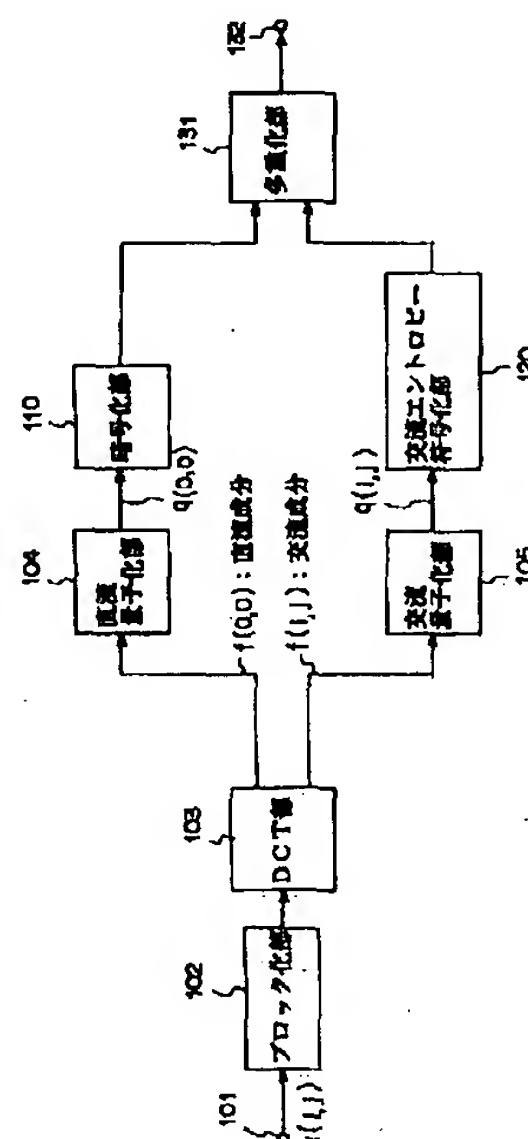 101
102
ブロック化部
103
DCT部
f(0,0):直流成分
f(i,j):交流成分
104
直流
量子化部
q(0,0)
110
暗号化部
105
交流
量子化部
q(i,j)
120
交流エントロピー
符号化部
131
多重化部
132